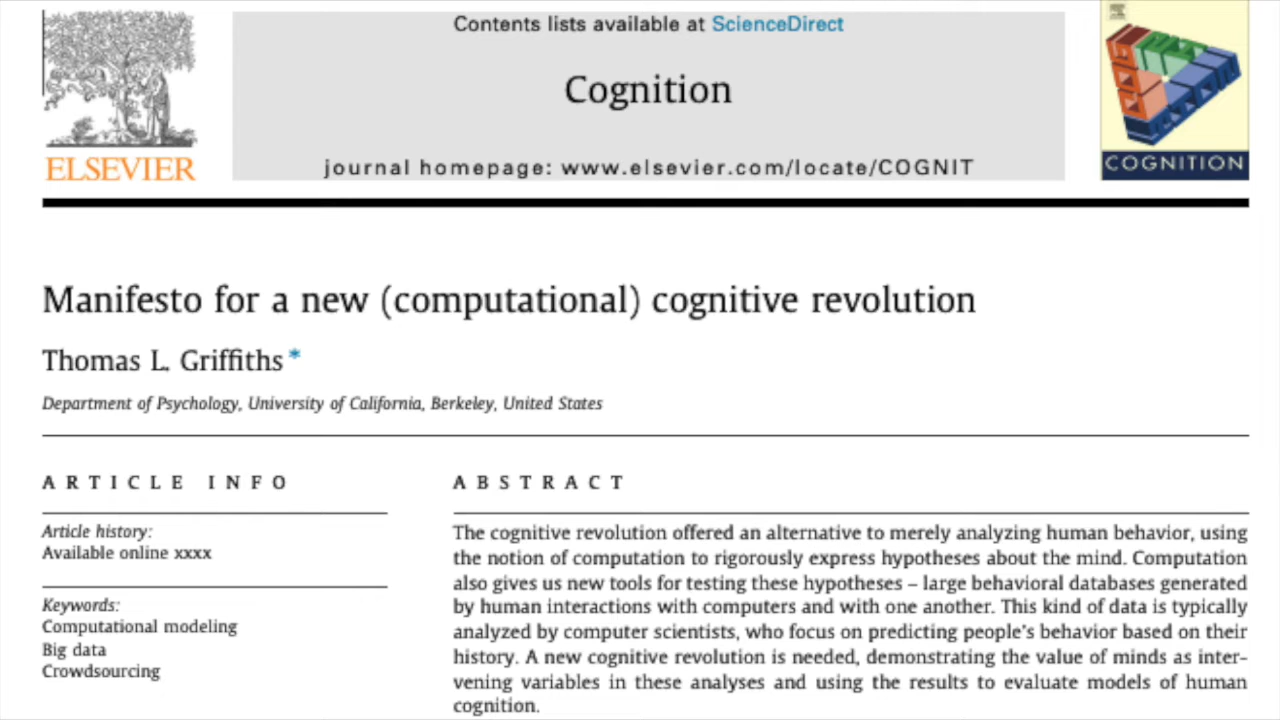 Contents lists available at ScienceDirect
Cognition
journal homepage: www.elsevier.com/locate/COGNIT
ELSEVIER
COGNITION
Manifesto for a new (computational) cognitive revolution
Thomas L. Griffiths *
Department of Psychology, University of California, Berkeley, United States
ARTICLE INFO
Article history:
Available online xxxx
Keywords:
Computational modeling
Big data
Crowdsourcing
ABSTRACT
The cognitive revolution offered an alternative to merely analyzing human behavior, using
the notion of computation to rigorously express hypotheses about the mind. Computation
also gives us new tools for testing these hypotheses – large behavioral databases generated
by human interactions with computers and with one another. This kind of data is typically
analyzed by computer scientists, who focus on predicting people's behavior based on their
history. A new cognitive revolution is needed, demonstrating the value of minds as inter-
vening variables in these analyses and using the results to evaluate models of human
cognition.